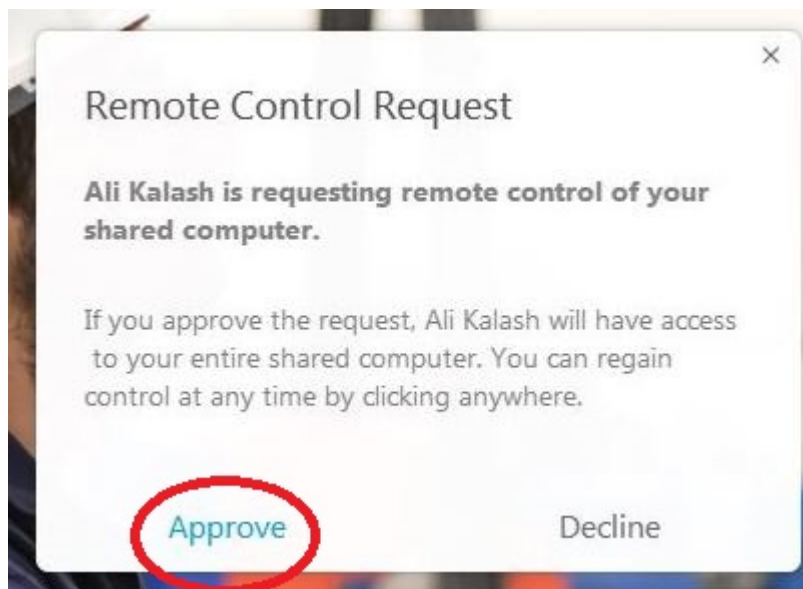 Remote Control Request
Ali Kalash is requesting remote control of your
shared computer.
If you approve the request, Ali Kalash will have access
to your entire shared computer. You can regain
control at any time by clicking anywhere.
Approve Decline